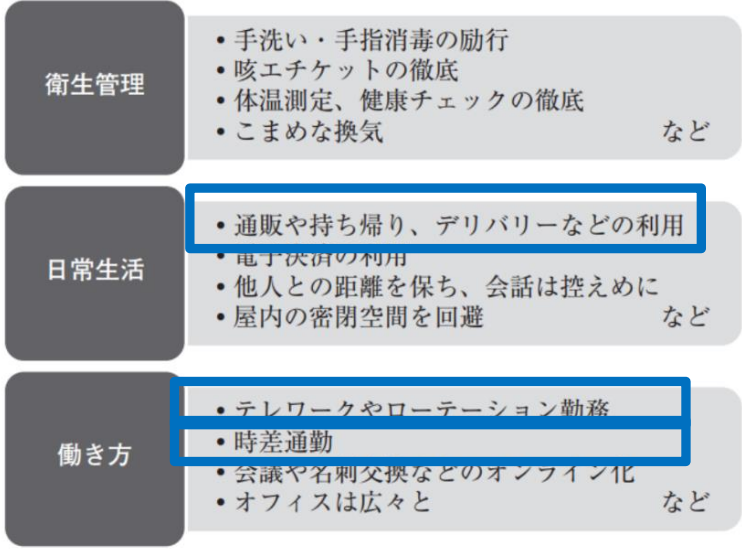 衛生管理
• 手洗い・手指消毒の励行
• 咳エチケットの徹底
• 体温測定、健康チェックの徹底
• こまめな換気 など
日常生活
• 通販や持ち帰り、デリバリーなどの利用
• 電子決済の利用
• 他人との距離を保ち、会話は控えめに
• 屋内の密閉空間を回避 など
働き方
• テレワークやローテーション勤務
• 時差通勤
• 会議や名刺交換などのオンライン化
• オフィスは広々と など